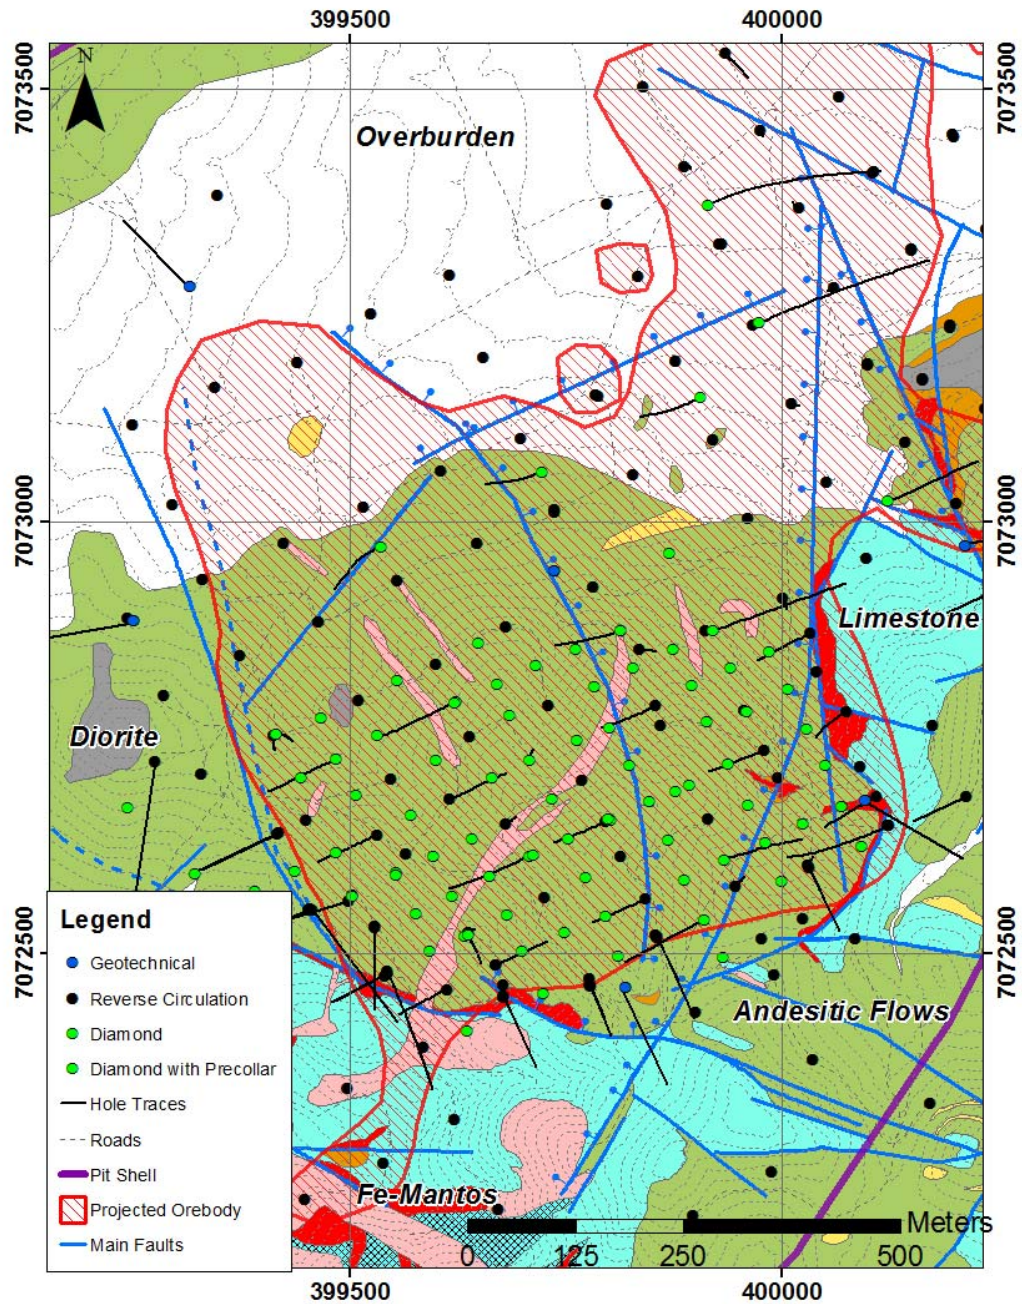 399500 400000
7073500 7073500
N
Overburden
7073000 7073000
Limestone
Diorite
Legend
Geotechnical
Reverse Circulation
Diamond
Diamond with Precollar
Hole Traces
Roads
Pit Shell
Projected Orebody
Main Faults
7072500 7072500
Andesitic Flows
Fe-Mantos
Meters
0 125 250 500
399500 400000